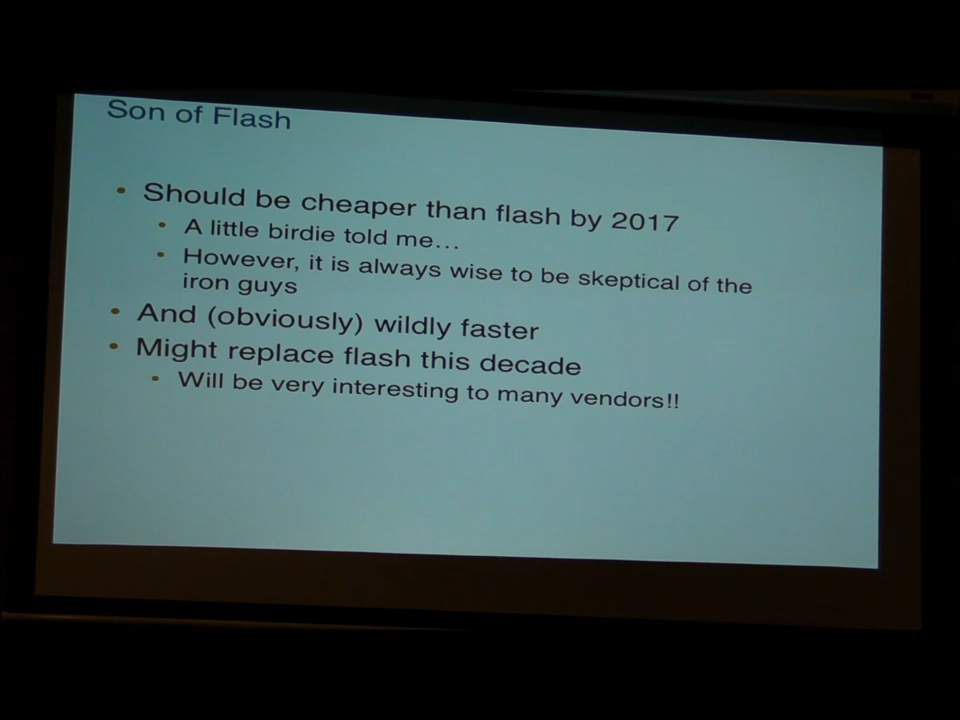 Son of Flash
• Should be cheaper than flash by 2017
• A little birdie told me…
• However, it is always wise to be skeptical of the
iron guys
• And (obviously) wildly faster
• Might replace flash this decade
• Will be very interesting to many vendors!!